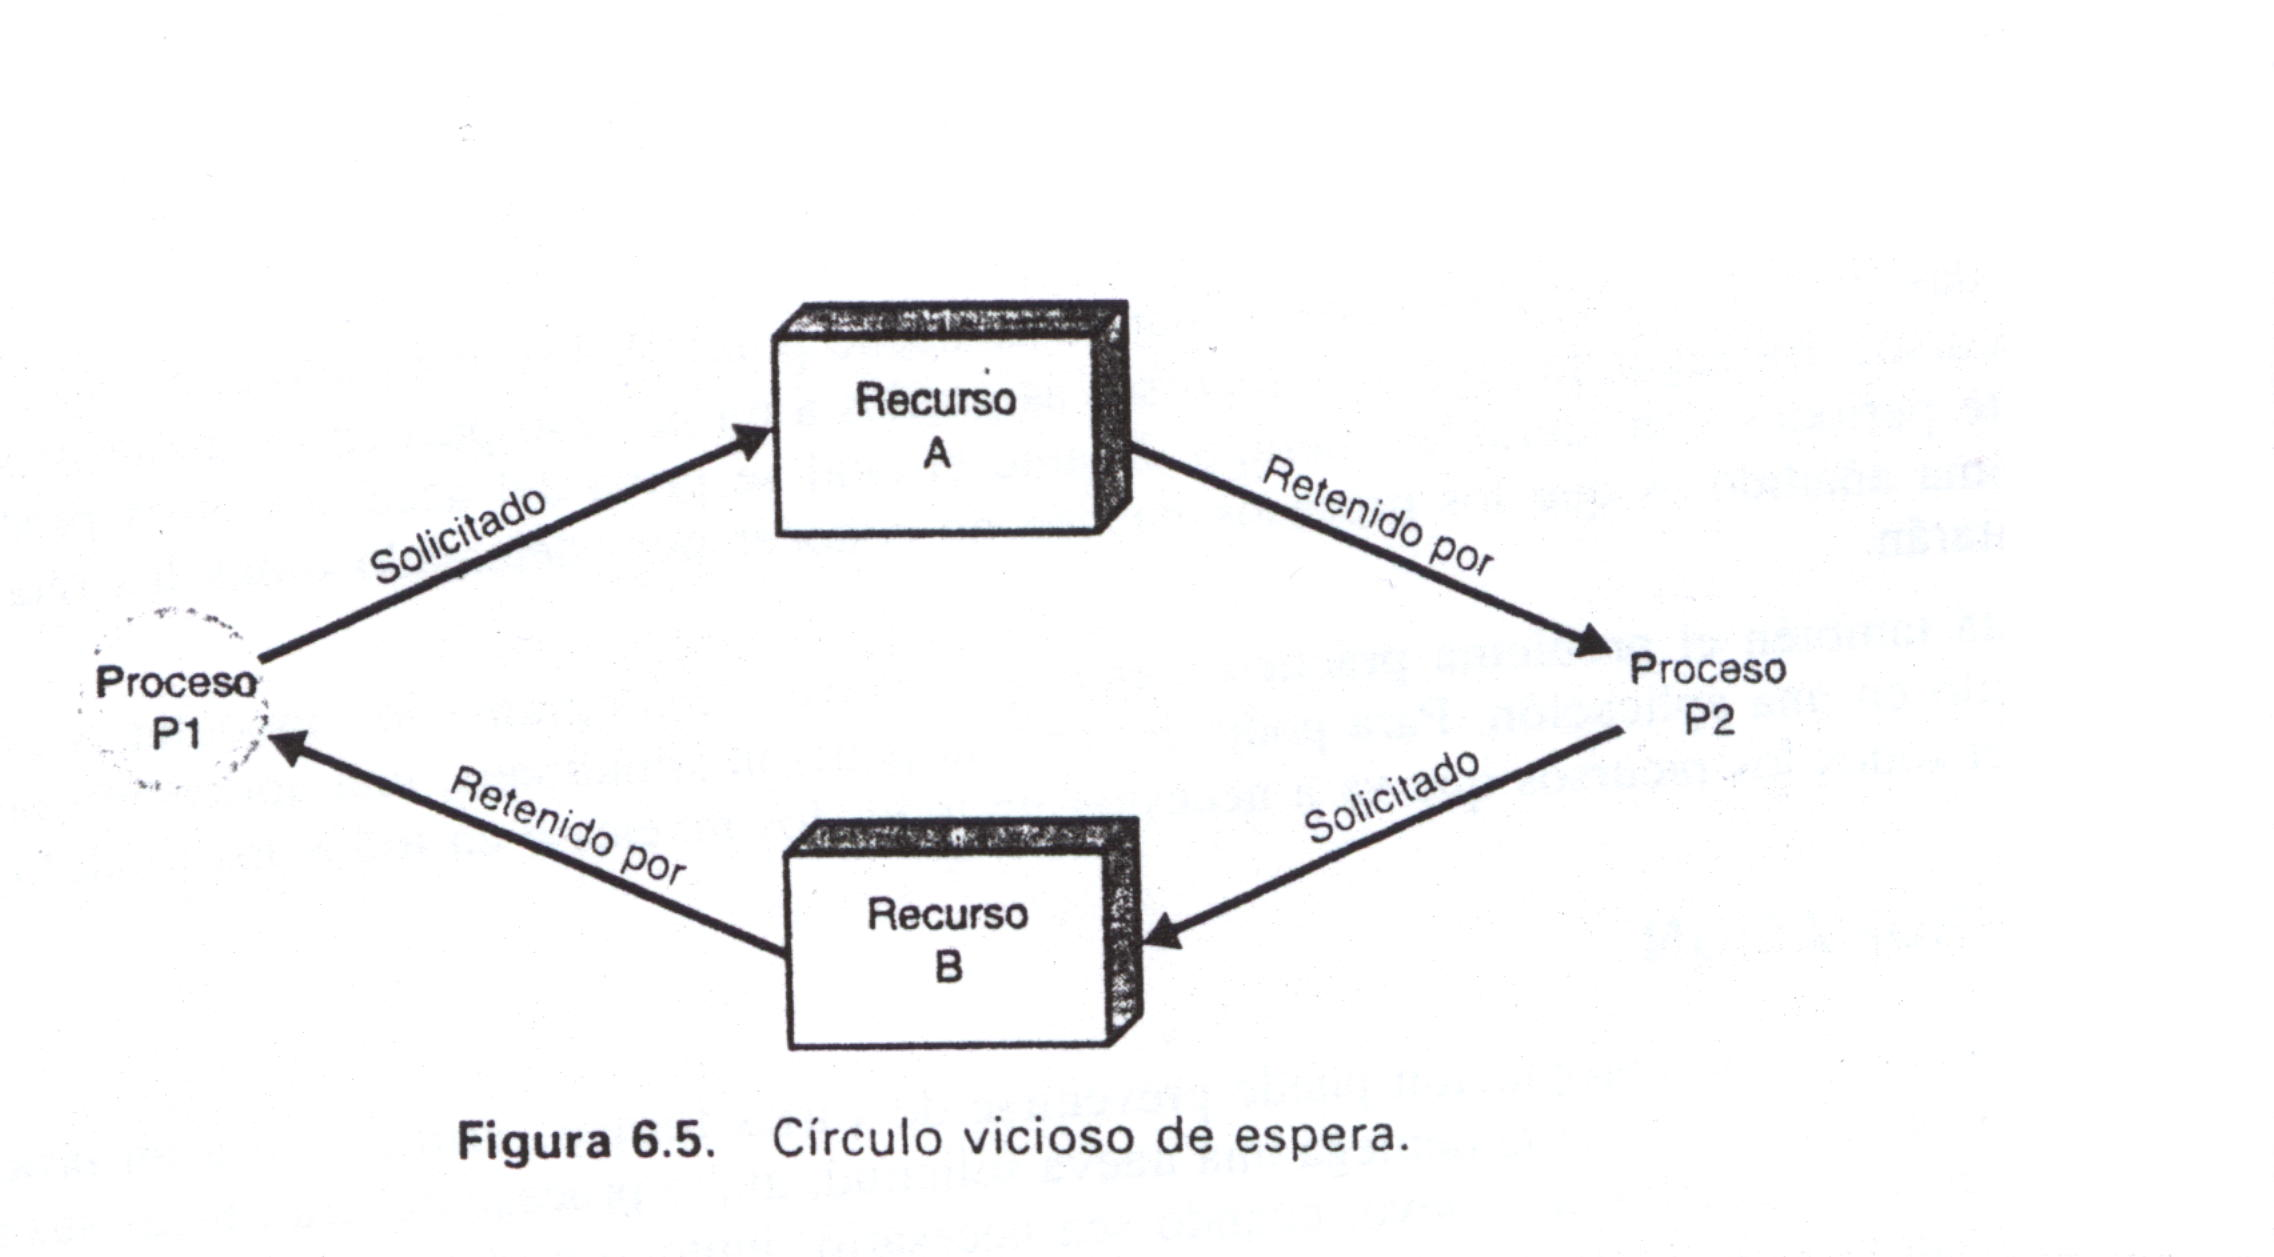 Recurso
A
Solicitado
Retenido por
Proceso
P1
Proceso
P2
Retenido por
Solicitado
Recurso
B
Figura 6.5. Círculo vicioso de espera.